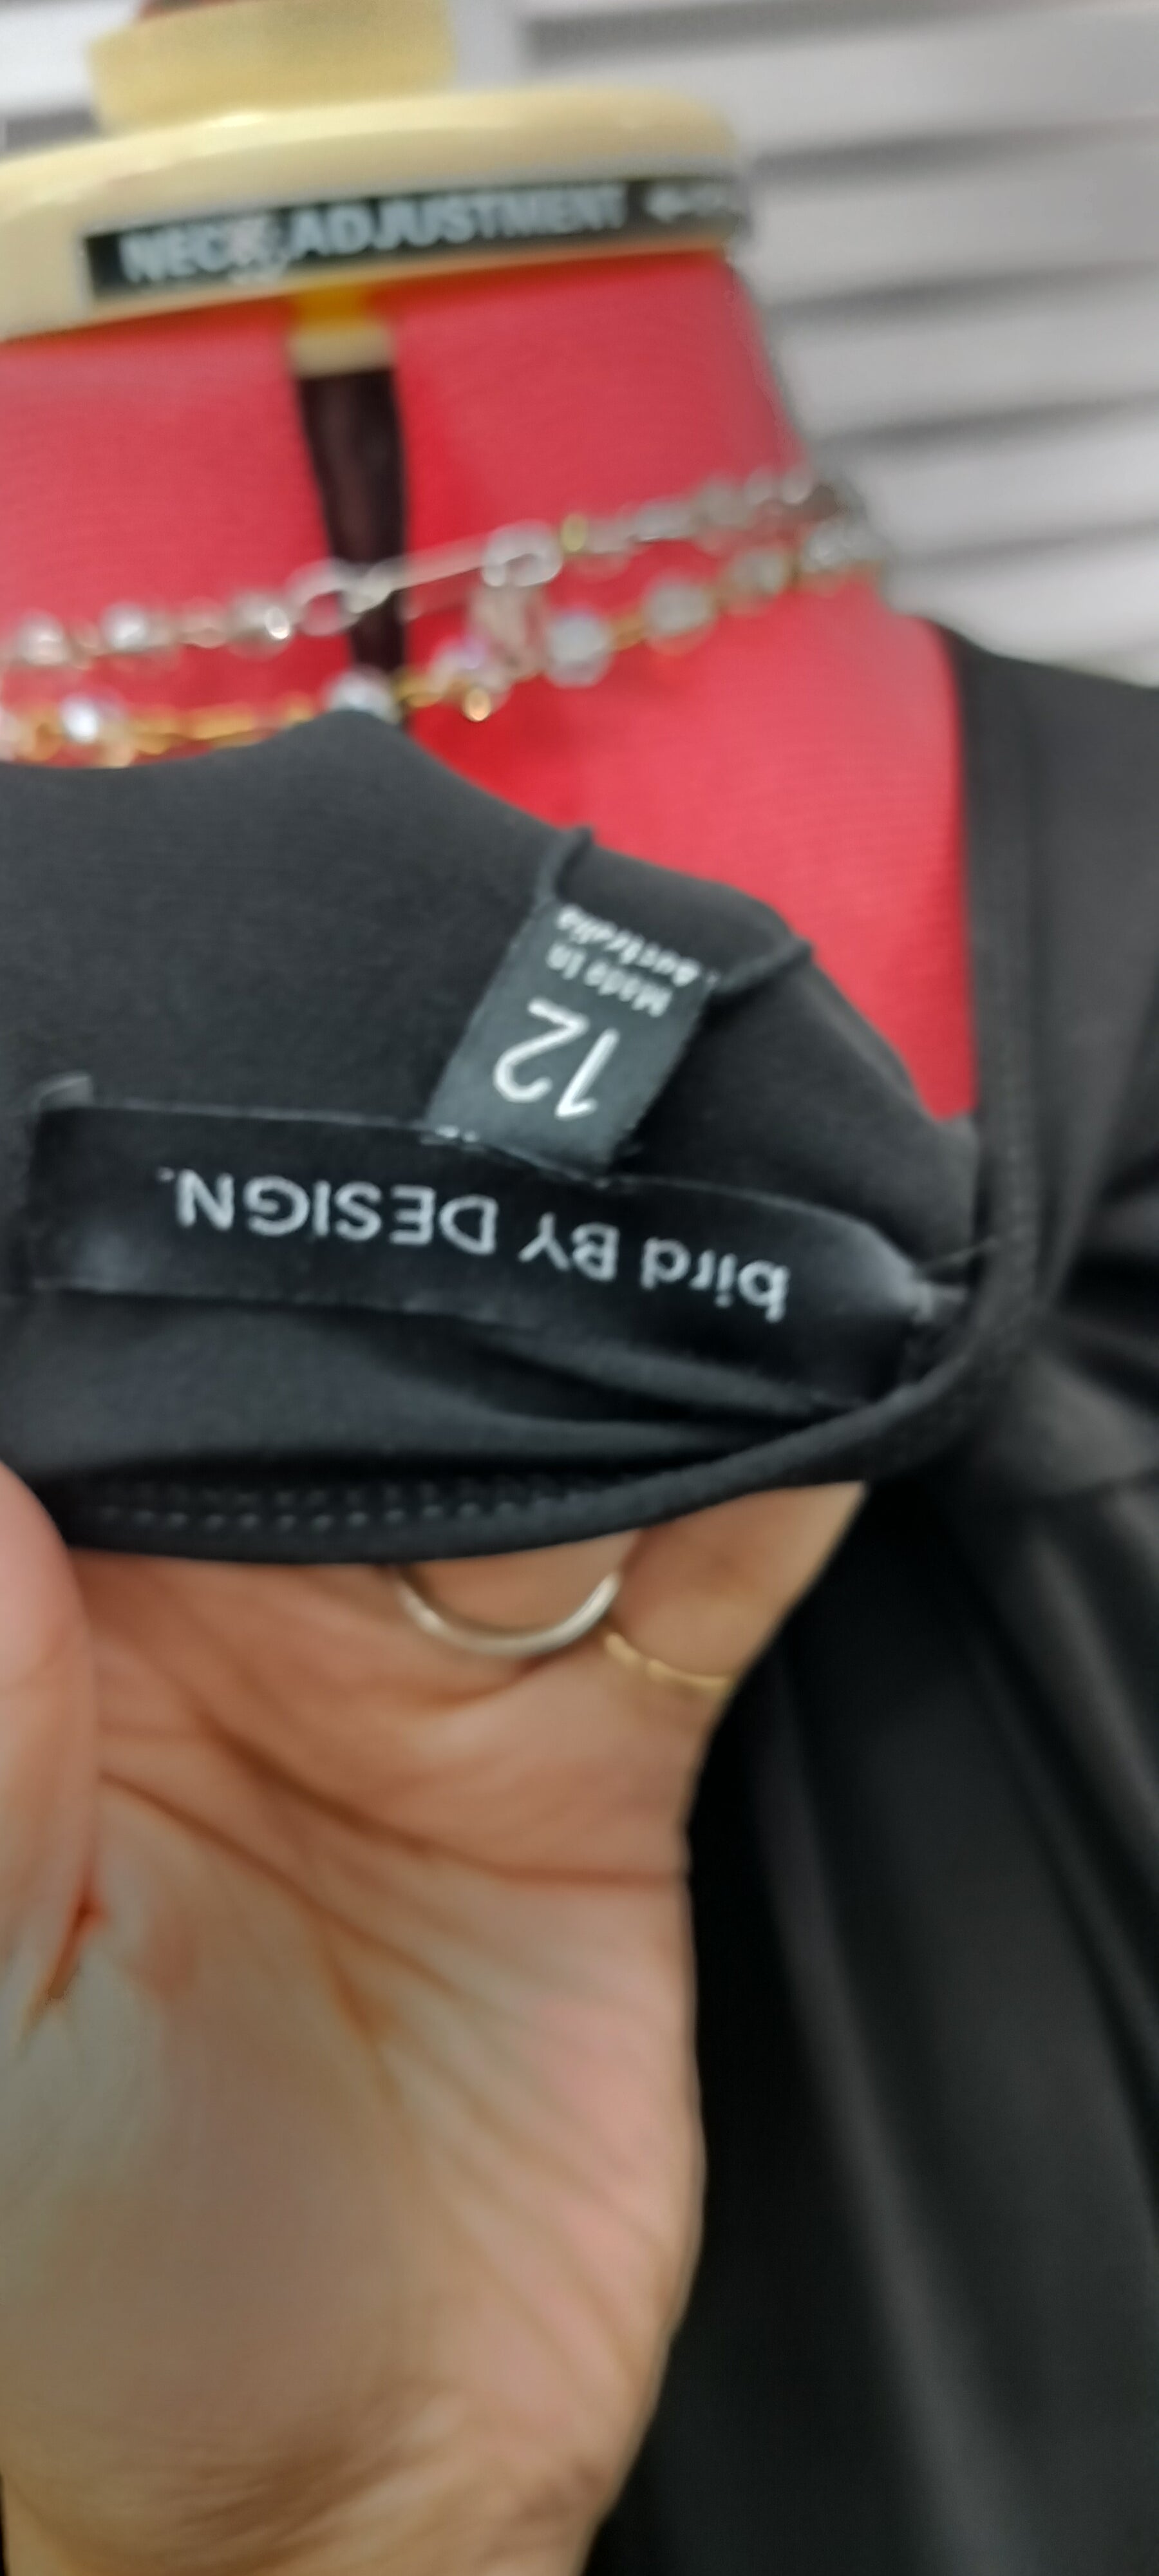 NECK ADJUSTMENT
bird BY DESIGN.
12
Made in
Australia